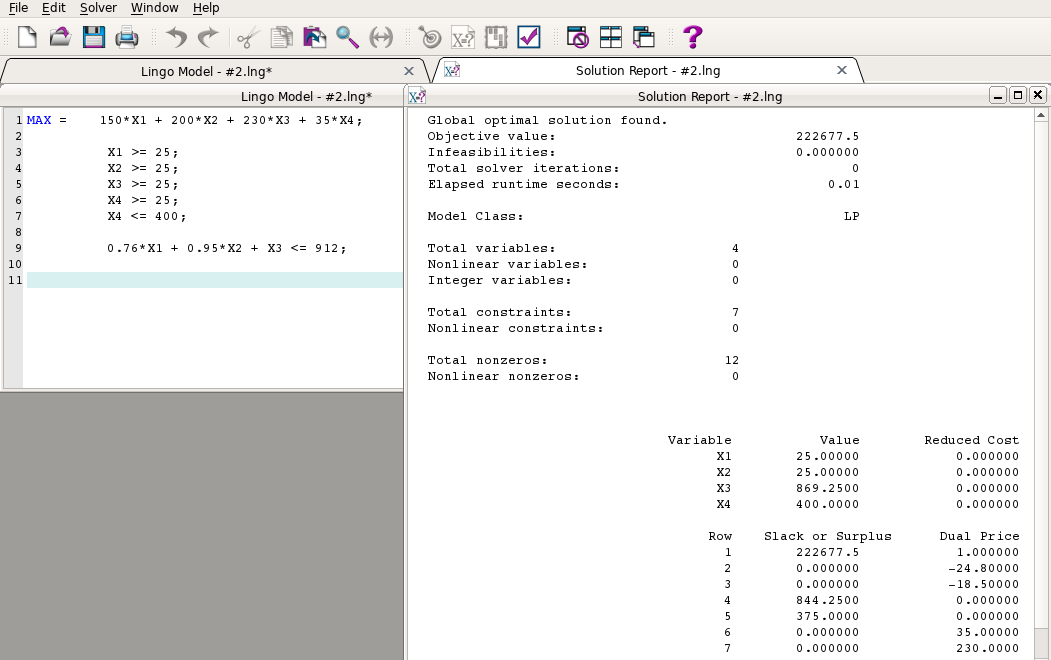 File Edit Solver Window Help
Lingo Model - #2.lng*
Solution Report - #2.lng
Lingo Model - #2.lng*
1 MAX = 150*X1 + 200*X2 + 230*X3 + 35*X4;
2
3 X1 >= 25;
4 X2 >= 25;
5 X3 >= 25;
6 X4 >= 25;
7 X4 <= 400;
8
9 0.76*X1 + 0.95*X2 + X3 <= 912;
10
11
Solution Report - #2.lng
Global optimal solution found.
Objective value: 222677.5
Infeasibilities: 0.000000
Total solver iterations: 0
Elapsed runtime seconds: 0.01
Model Class: LP
Total variables: 4
Nonlinear variables: 0
Integer variables: 0
Total constraints: 7
Nonlinear constraints: 0
Total nonzeros: 12
Nonlinear nonzeros: 0
Variable Value Reduced Cost
X1 25.00000 0.000000
X2 25.00000 0.000000
X3 869.2500 0.000000
X4 400.0000 0.000000
Row Slack or Surplus Dual Price
1 222677.5 1.000000
2 0.000000 -24.80000
3 0.000000 -18.50000
4 844.2500 0.000000
5 375.0000 0.000000
6 0.000000 35.00000
7 0.000000 230.0000